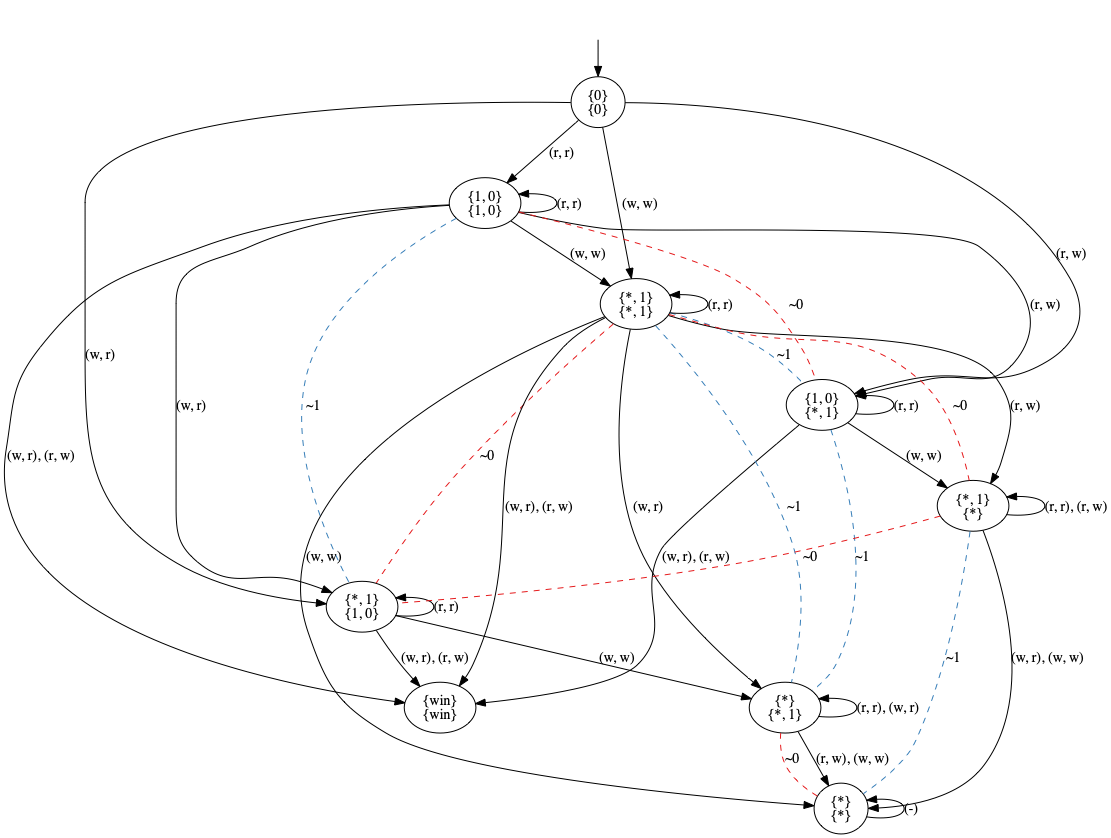 {0}
{0}
(r, r)
{1, 0}
{1, 0}
(r, r)
(w, w)
(w, w)
(r, w)
{*, 1}
{*, 1}
(r, r)
~0
(r, w)
(w, r)
~1
{1, 0}
{*, 1}
(r, r)
(w, r)
~1
~0
(r, w)
(w, r), (r, w)
~0
(w, w)
{*, 1}
{*}
(r, r), (r, w)
(w, r), (r, w)
(w, r)
~1
(w, w)
(w, r), (r, w)
~0
~1
{*, 1}
{1, 0}
(r, r)
(w, r), (r, w)
(w, w)
~1
(w, r), (w, w)
{win}
{win}
{*}
{*, 1}
(r, r), (w, r)
~0
(r, w), (w, w)
{*}
{*}
(-)